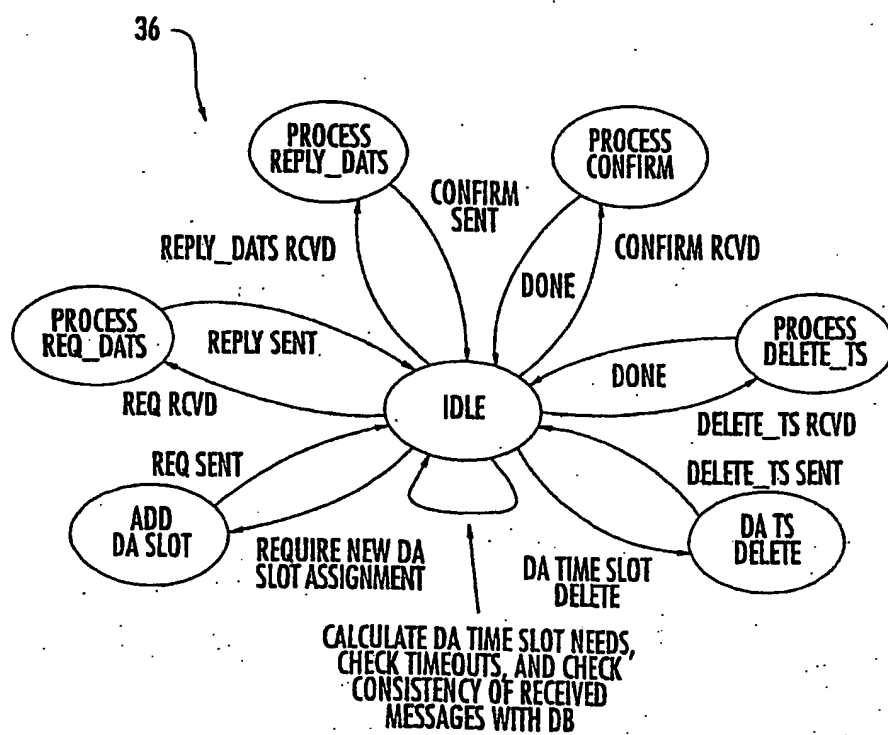 36
PROCESS
REPLY_DATS
PROCESS
CONFIRM
CONFIRM
SENT
REPLY_DATS RCVD
CONFIRM RCVD
DONE
PROCESS
REQ_DATS
REPLY SENT
PROCESS
DELETE_TS
DONE
IDLE
REQ RCVD
DELETE_TS RCVD
REQ SENT
DELETE_TS SENT
ADD
DA SLOT
DA TS
DELETE
REQUIRE NEW DA
SLOT ASSIGNMENT
DA TIME SLOT
DELETE
CALCULATE DA TIME SLOT NEEDS,
CHECK TIMEOUTS, AND CHECK
CONSISTENCY OF RECEIVED
MESSAGES WITH DB